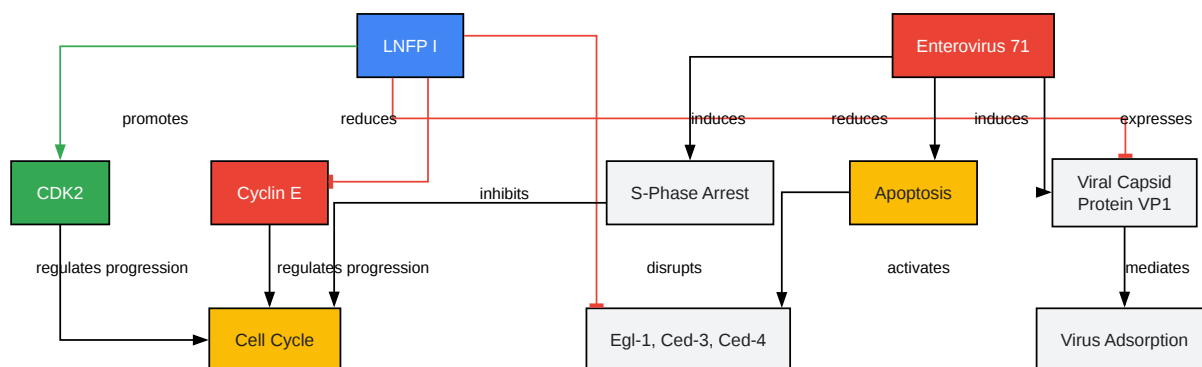 LNFP I
Enterovirus 71
promotes
reduces
induces
reduces
induces
expresses
CDK2
Cyclin E
inhibits
S-Phase Arrest
Apoptosis
Viral Capsid
Protein VP1
regulates progression
regulates progression
disrupts
activates
mediates
Cell Cycle
Egl-1, Ced-3, Ced-4
Virus Adsorption